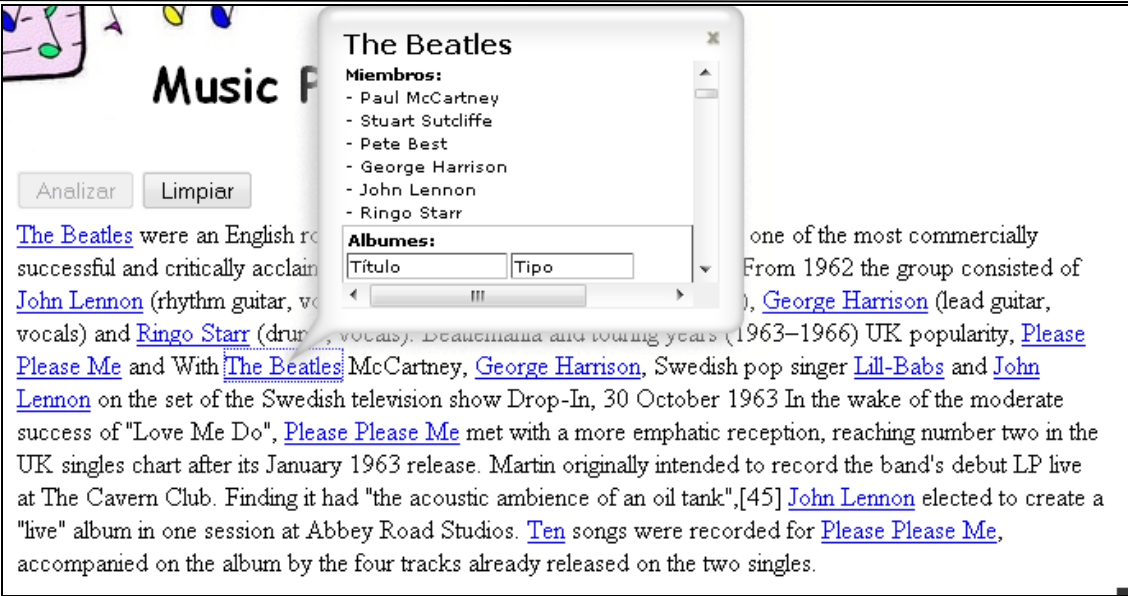 Music P
The Beatles
Miembros:
- Paul McCartney
- Stuart Sutcliffe
- Pete Best
- George Harrison
- John Lennon
- Ringo Starr
Albumes:
Título Tipo
Analizar Limpiar
The Beatles were an English ro one of the most commercially
successful and critically acclain From 1962 the group consisted of
John Lennon (rhythm guitar, vo ), George Harrison (lead guitar,
vocals) and Ringo Starr (drums, vocals). Beatlemania and touring years (1963–1966) UK popularity, Please
Please Me and With The Beatles McCartney, George Harrison, Swedish pop singer Lill-Babs and John
Lennon on the set of the Swedish television show Drop-In, 30 October 1963 In the wake of the moderate
success of "Love Me Do", Please Please Me met with a more emphatic reception, reaching number two in the
UK singles chart after its January 1963 release. Martin originally intended to record the band's debut LP live
at The Cavern Club. Finding it had "the acoustic ambience of an oil tank",[45] John Lennon elected to create a
"live" album in one session at Abbey Road Studios. Ten songs were recorded for Please Please Me,
accompanied on the album by the four tracks already released on the two singles.